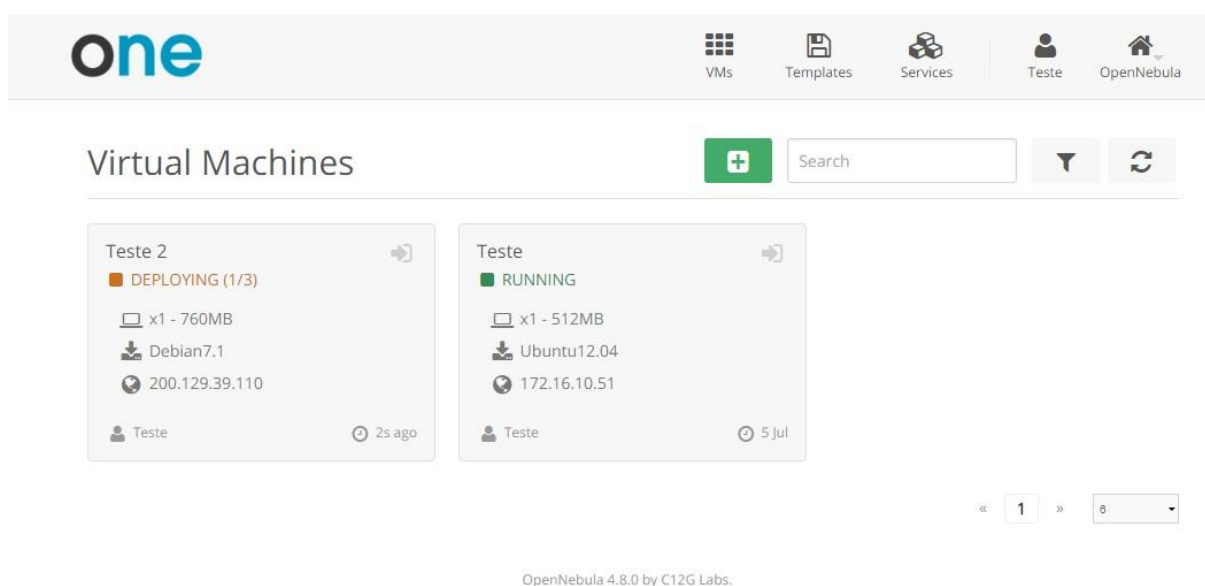 one
VMs Templates Services Teste OpenNebula
Virtual Machines
Search
Teste 2
DEPLOYING (1/3)
x1 - 760MB
Debian7.1
200.129.39.110
Teste 2s ago
Teste
RUNNING
x1 - 512MB
Ubuntu12.04
172.16.10.51
Teste 5 Jul
« 1 » 6
OpenNebula 4.8.0 by C12G Labs.